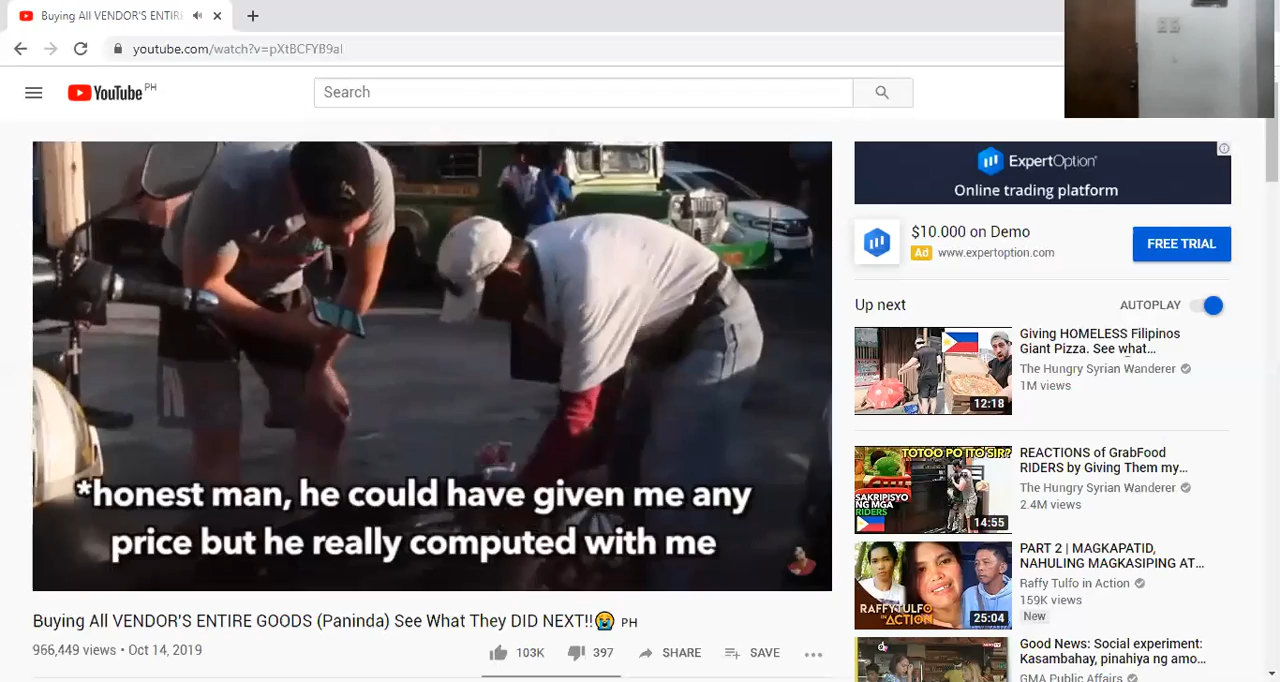 Buying All VENDOR'S ENTIR
youtube.com/watch?v=pXtBCFYB9aI
YouTube PH
Search
*honest man, he could have given me any
price but he really computed with me
Buying All VENDOR'S ENTIRE GOODS (Paninda) See What They DID NEXT!!😭 PH
966,449 views • Oct 14, 2019
103K
397
SHARE
SAVE
ExpertOption
Online trading platform
$10.000 on Demo
Ad www.expertoption.com
FREE TRIAL
Up next
AUTOPLAY
12:18
Giving HOMELESS Filipinos
Giant Pizza. See what...
The Hungry Syrian Wanderer
1M views
TOTOO PO ITO SIR?
SAKRIPISYO
NG MGA
RIDERS
14:55
REACTIONS of GrabFood
RIDERS by Giving Them my...
The Hungry Syrian Wanderer
2.4M views
RAFFY TULFO
IN ACTION
25:04
PART 2 | MAGKAPATID,
NAHULING MAGKASIPING AT...
Raffy Tulfo in Action
159K views
New
Good News: Social experiment:
Kasambahay, pinahiya ng amo...
GMA Public Affairs